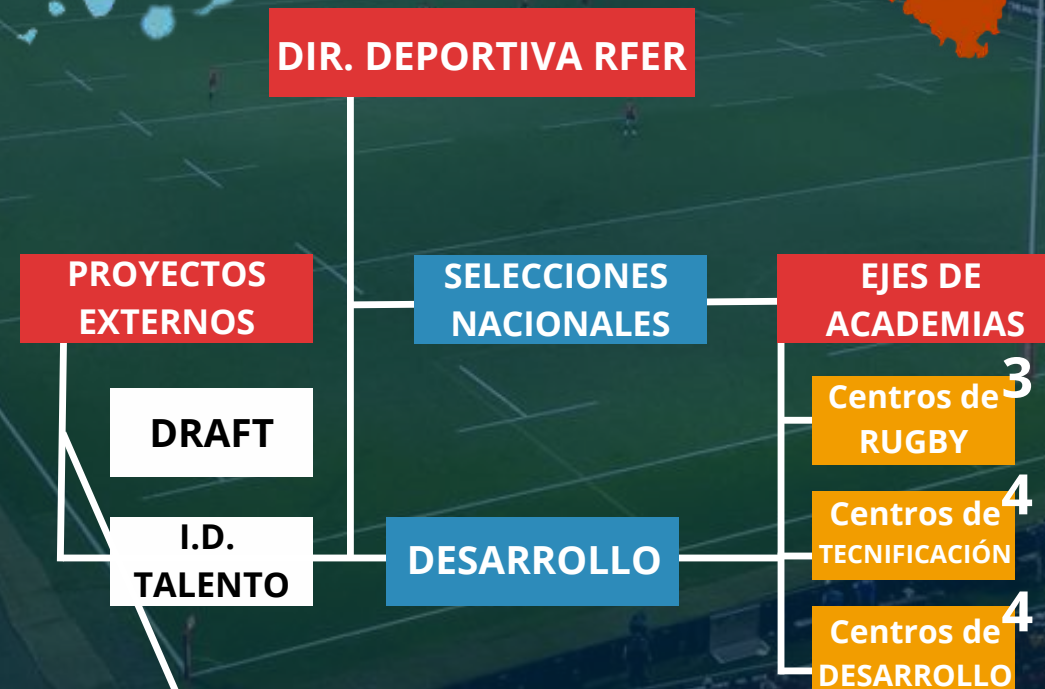 DIR. DEPORTIVA RFER
PROYECTOS
EXTERNOS
SELECCIONES
NACIONALES
EJES DE
ACADEMIAS
3
Centros de
RUGBY
DRAFT
4
Centros de
TECNIFICACIÓN
I.D.
TALENTO
DESARROLLO
4
Centros de
DESARROLLO